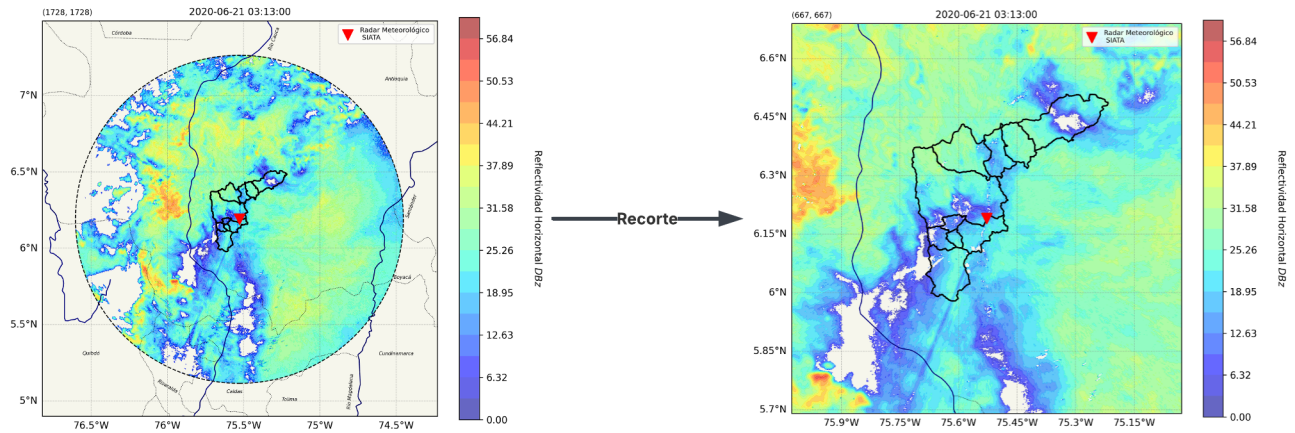 (1728, 1728)
2020-06-21 03:13:00
Radar Meteorológico
SIATA
Córdoba
Río Cauca
Antioquia
Santander
Boyacá
Quibdó
Risaralda
Caldas
Tolima
Río Magdalena
Cundinamarca
7°N
6.5°N
6°N
5.5°N
5°N
76.5°W
76°W
75.5°W
75°W
74.5°W
56.84
50.53
44.21
37.89
31.58
25.26
18.95
12.63
6.32
0.00
Reflectividad Horizontal DBz
Recorte
(667, 667)
2020-06-21 03:13:00
Radar Meteorológico
SIATA
6.6°N
6.45°N
6.3°N
6.15°N
6°N
5.85°N
5.7°N
75.9°W
75.75°W
75.6°W
75.45°W
75.3°W
75.15°W
56.84
50.53
44.21
37.89
31.58
25.26
18.95
12.63
6.32
0.00
Reflectividad Horizontal DBz